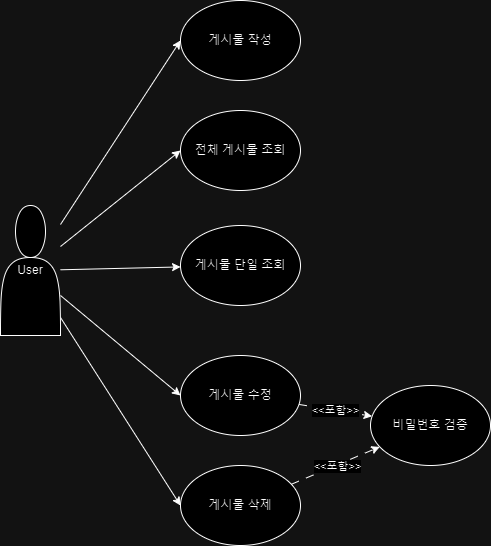 게시물 작성
전체 게시물 조회
User
게시물 단일 조회
게시물 수정
<<포함>>
비밀번호 검증
<<포함>>
게시물 삭제